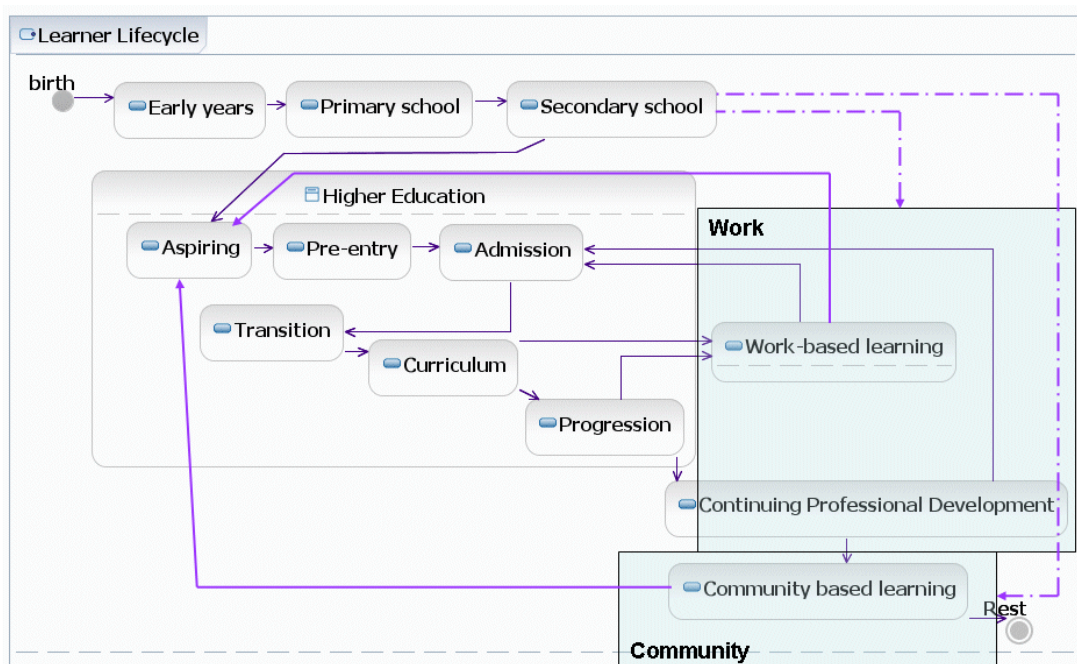 Learner Lifecycle
birth
Early years
Primary school
Secondary school
Higher Education
Work
Aspiring
Pre-entry
Admission
Transition
Curriculum
Work-based learning
Progression
Continuing Professional Development
Community based learning
Rest
Community